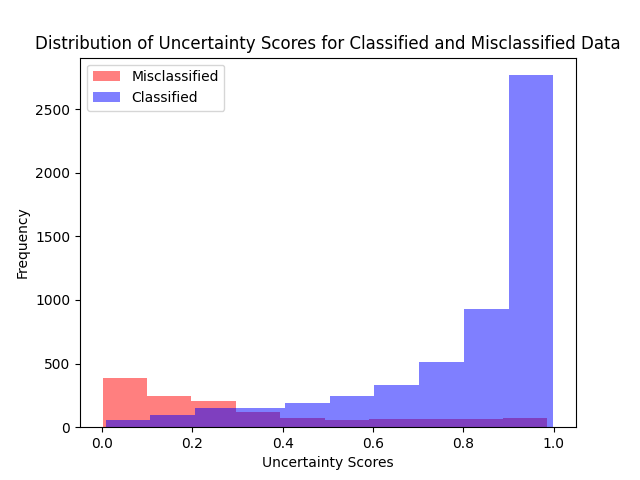 Distribution of Uncertainty Scores for Classified and Misclassified Data
Misclassified
Classified
Frequency
2500
2000
1500
1000
500
0
0.0 0.2 0.4 0.6 0.8 1.0
Uncertainty Scores